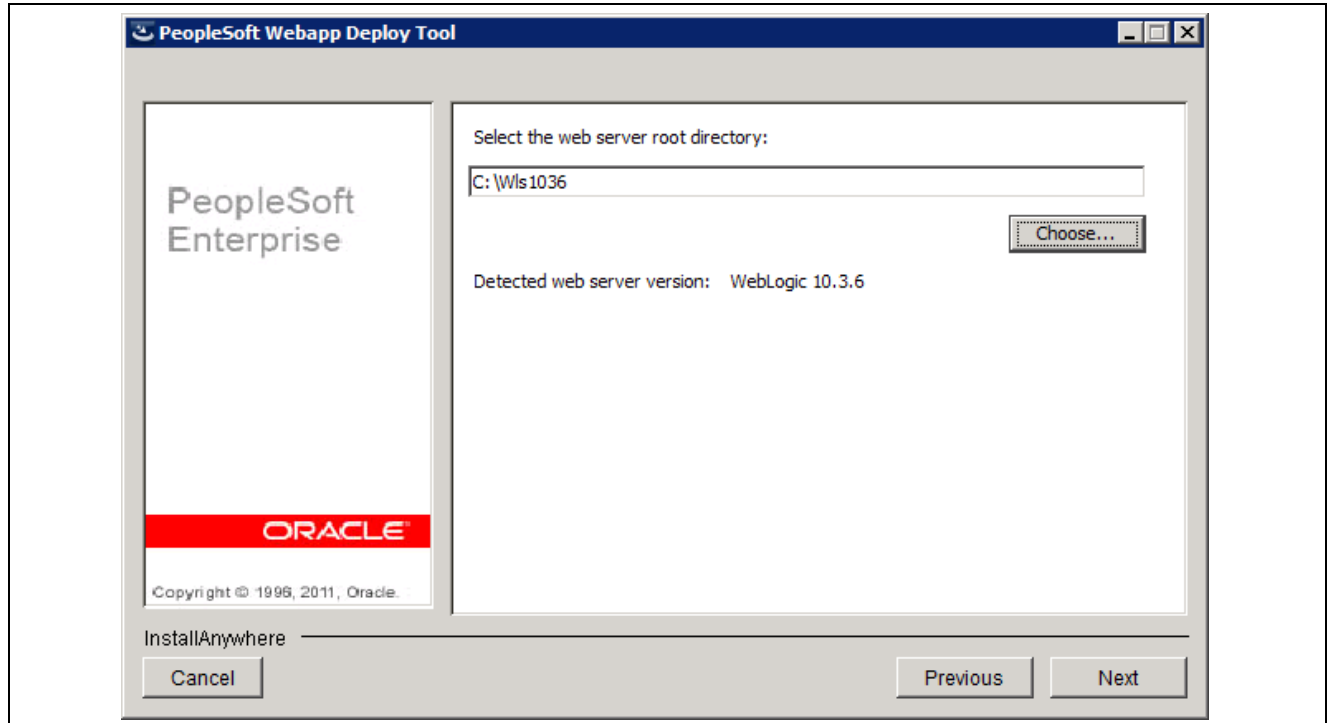 PeopleSoft Webapp Deploy Tool
PeopleSoft
Enterprise
ORACLE
Copyright © 1996, 2011, Oracle.
Select the web server root directory:
C:\Wls1036
Choose...
Detected web server version: WebLogic 10.3.6
InstallAnywhere
Cancel
Previous
Next